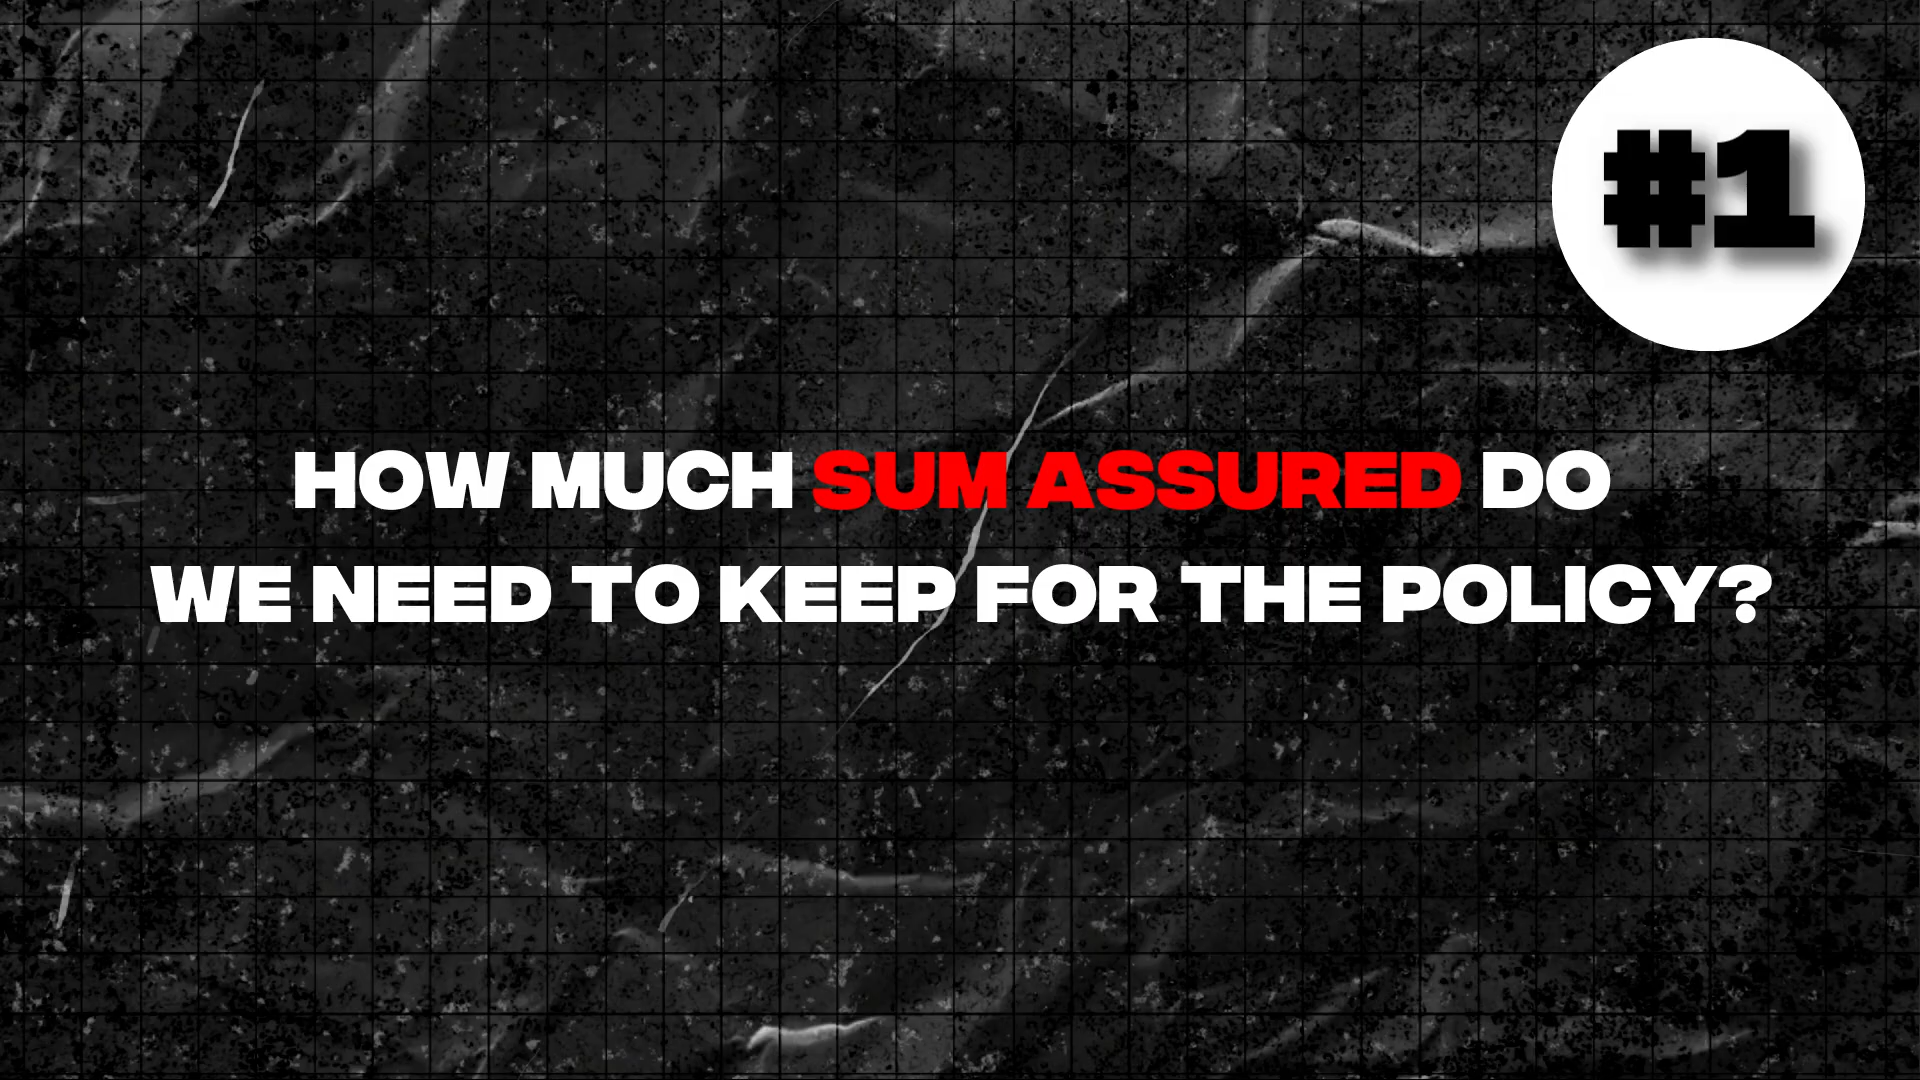 #1
HOW MUCH SUM ASSURED DO
WE NEED TO KEEP FOR THE POLICY?